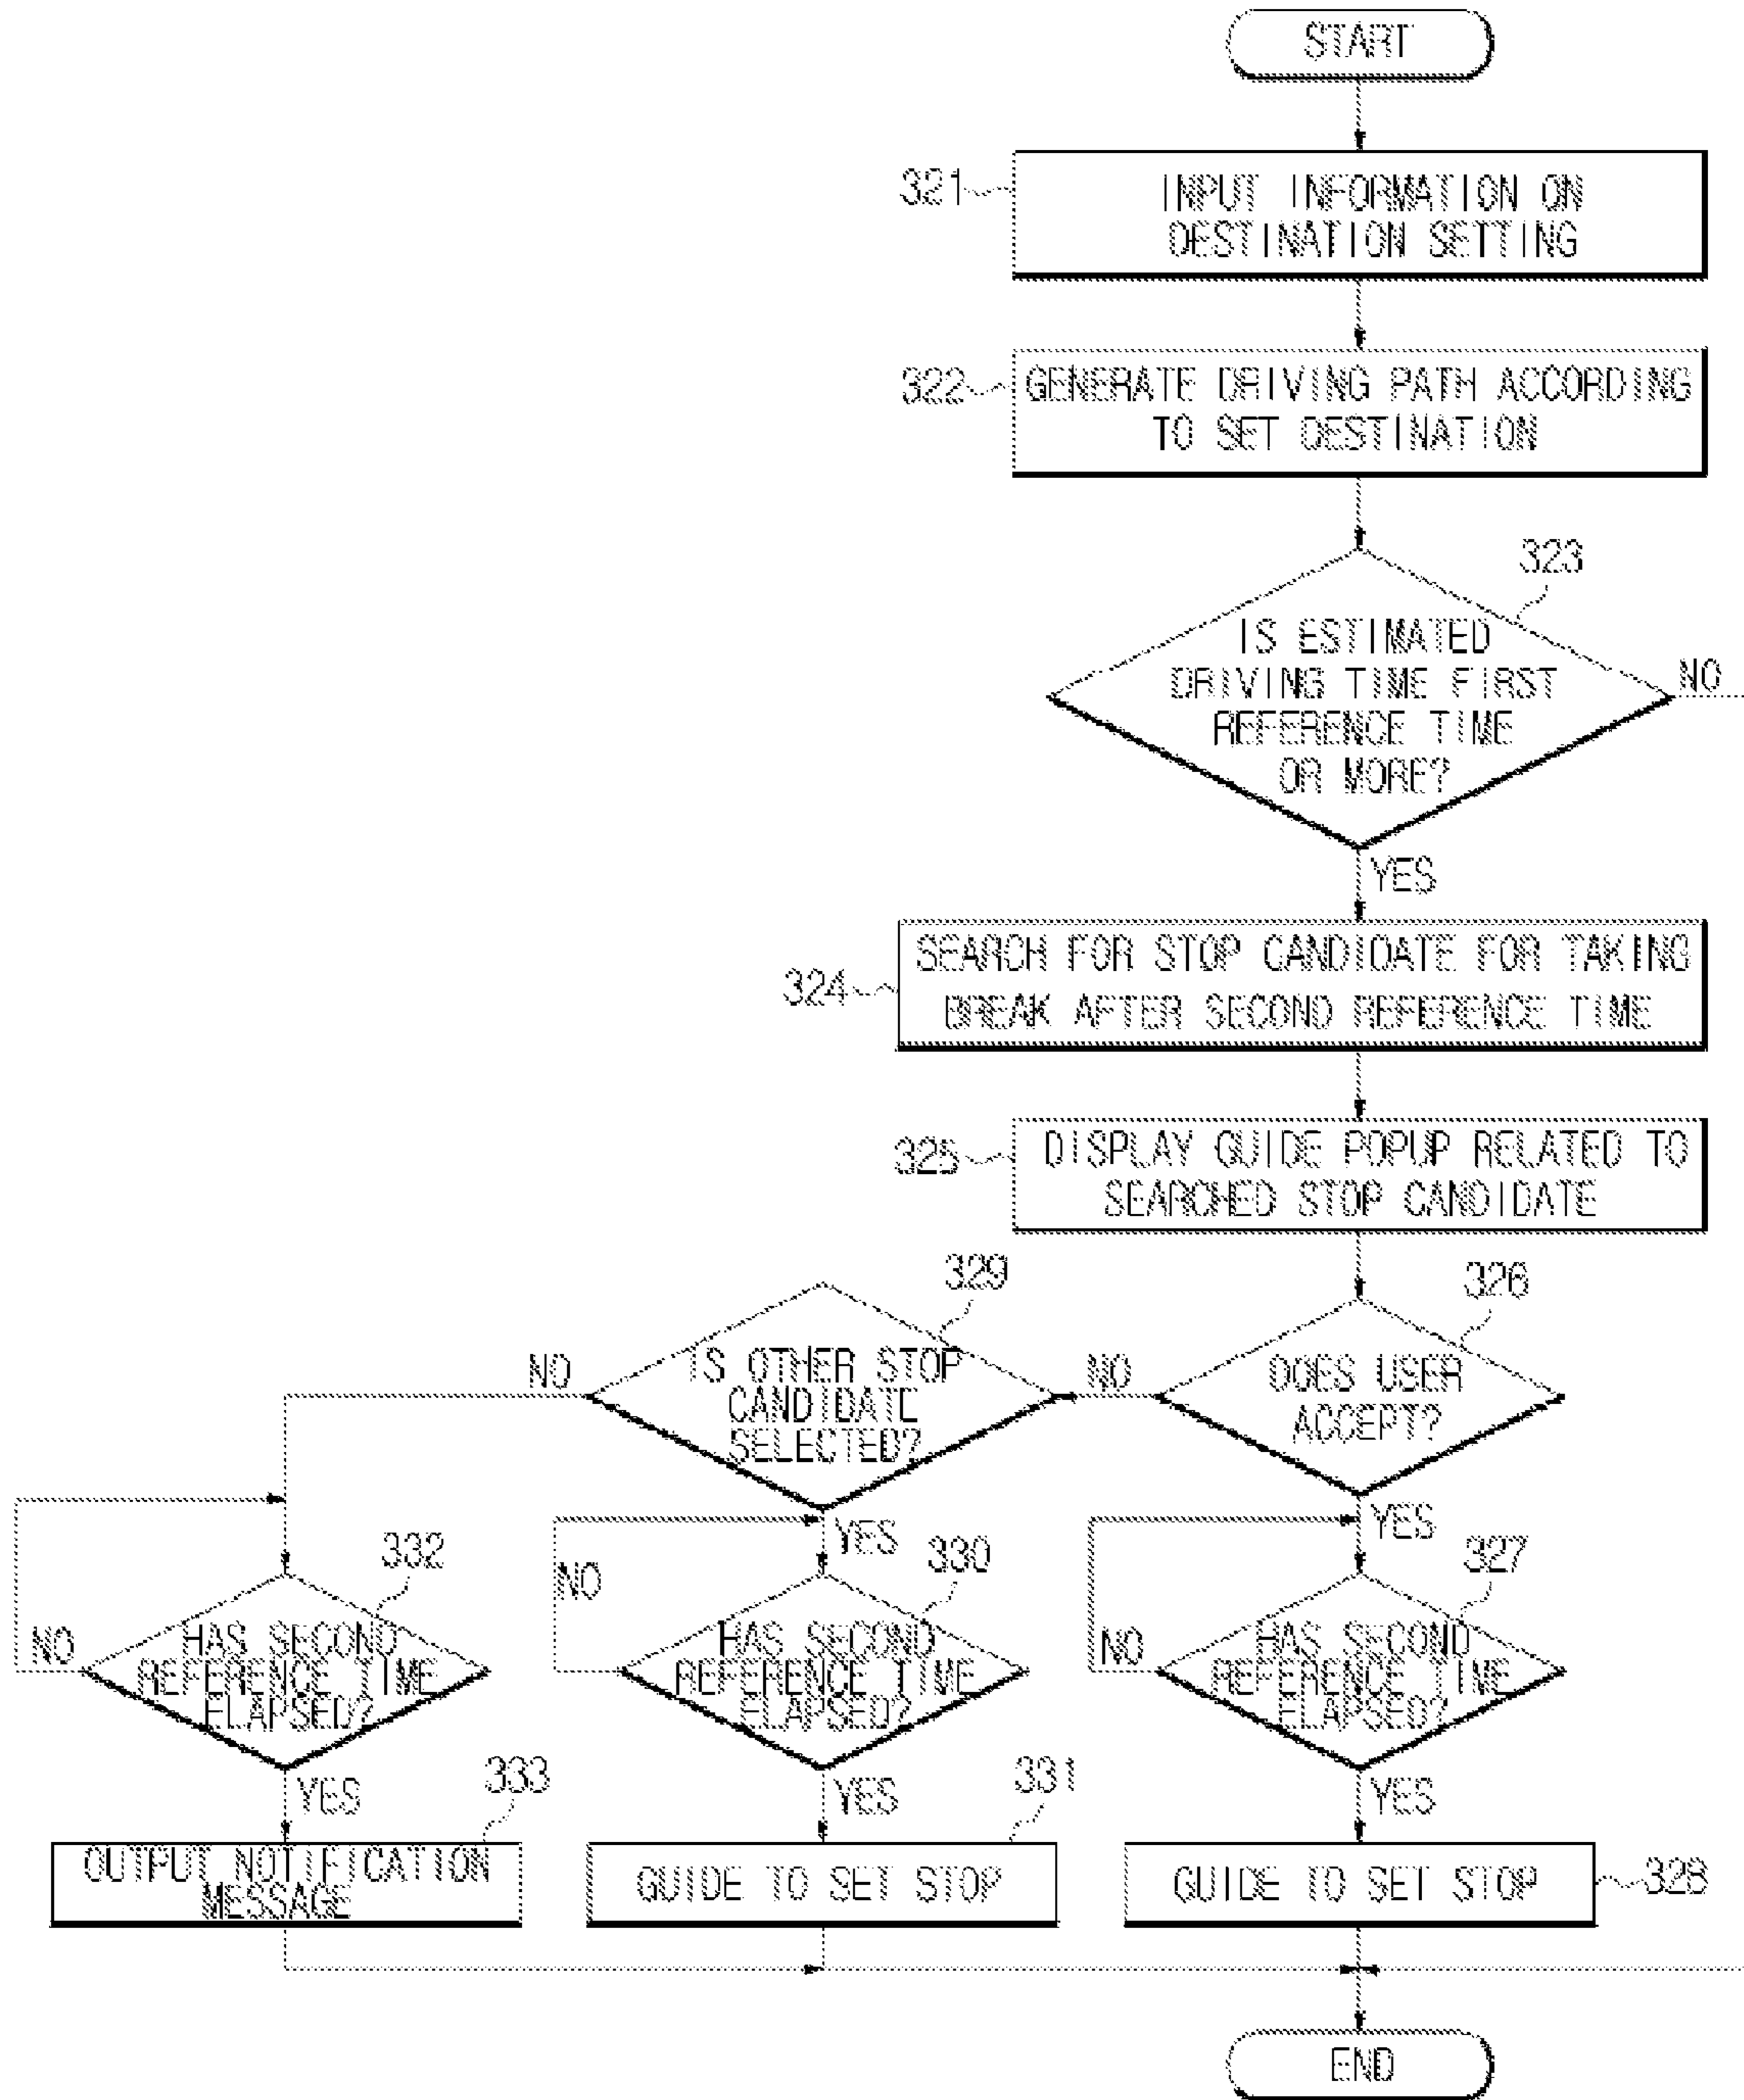 START
321
INPUT INFORMATION ON
DESTINATION SETTING
322
GENERATE DRIVING PATH ACCORDING
TO SET DESTINATION
323
IS ESTIMATED
DRIVING TIME FIRST
REFERENCE TIME
OR MORE?
NO
YES
324
SEARCH FOR STOP CANDIDATE FOR TAKING
BREAK AFTER SECOND REFERENCE TIME
325
DISPLAY GUIDE POPUP RELATED TO
SEARCHED STOP CANDIDATE
326
DOES USER
ACCEPT?
NO
YES
329
IS OTHER STOP
CANDIDATE
SELECTED?
NO
YES
332
HAS SECOND
REFERENCE TIME
ELAPSED?
NO
YES
330
HAS SECOND
REFERENCE TIME
ELAPSED?
NO
YES
327
HAS SECOND
REFERENCE TIME
ELAPSED?
NO
YES
333
OUTPUT NOTIFICATION
MESSAGE
331
GUIDE TO SET STOP
GUIDE TO SET STOP
328
END